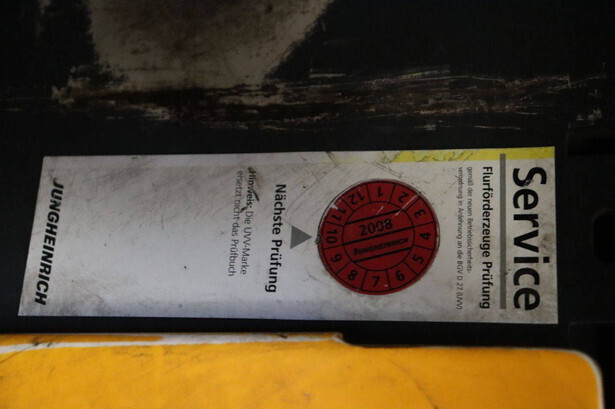 Service
Flurförderzeuge Prüfung
gemäß der neuen Betriebssicherheits-
verordnung in Anlehnung an die BGV D 27 (UVV)
12 1 2 3 4 5 6 7 8 9 10 11
2008
JUNGHEINRICH
Nächste Prüfung
Hinweis: Die UVV-Marke
ersetzt nicht das Prüfbuch
JUNGHEINRICH